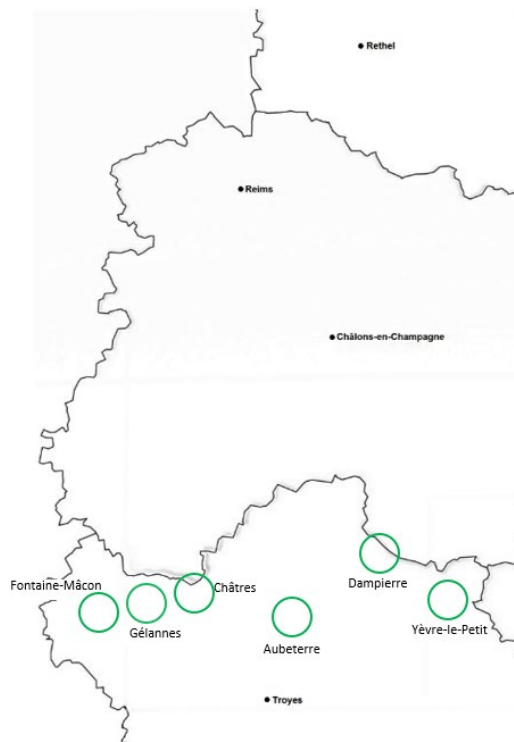 Rethel
Reims
Châlons-en-Champagne
Fontaine-Mâcon
Châtres
Dampierre
Gélannes
Yèvre-le-Petit
Aubeterre
Troyes